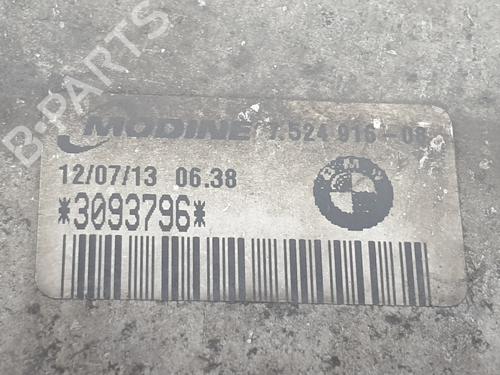 B-PARTS
MODINE 7.524 916-08
12/07/13 06.38
BMW
*3093796*